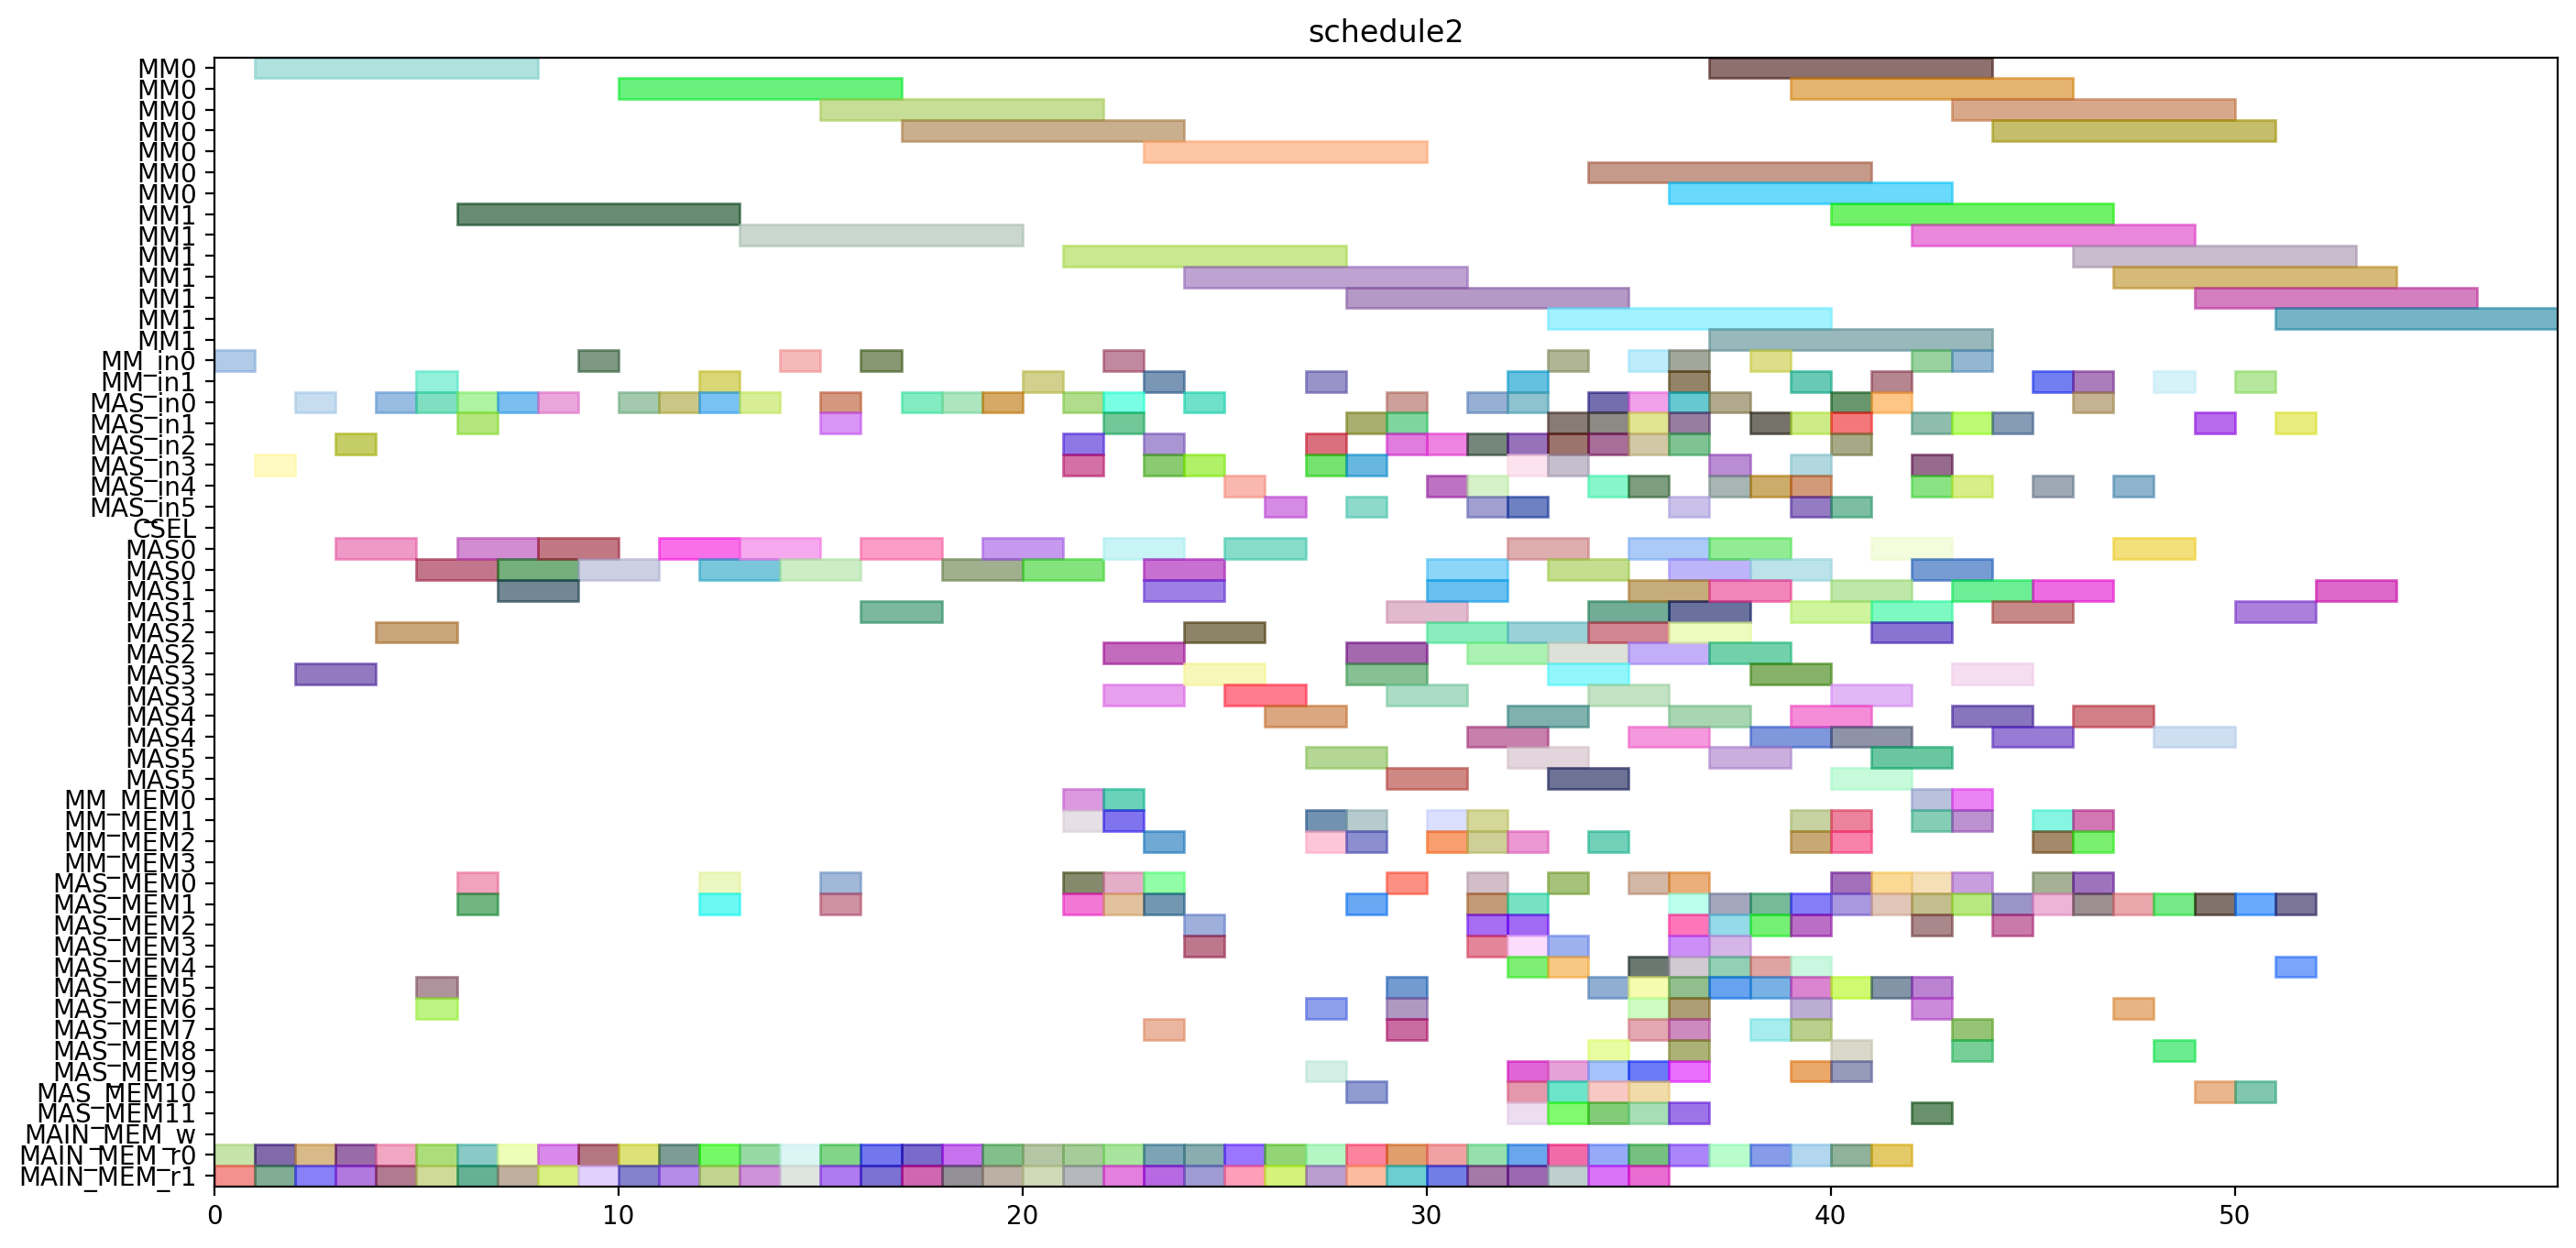 schedule2
MM0
MM0
MM0
MM0
MM0
MM0
MM0
MM1
MM1
MM1
MM1
MM1
MM1
MM1
MM_in0
MM_in1
MAS_in0
MAS_in1
MAS_in2
MAS_in3
MAS_in4
MAS_in5
CSEL
MAS0
MAS0
MAS1
MAS1
MAS2
MAS2
MAS3
MAS3
MAS4
MAS4
MAS5
MAS5
MM_MEM0
MM_MEM1
MM_MEM2
MM_MEM3
MAS_MEM0
MAS_MEM1
MAS_MEM2
MAS_MEM3
MAS_MEM4
MAS_MEM5
MAS_MEM6
MAS_MEM7
MAS_MEM8
MAS_MEM9
MAS_MEM10
MAS_MEM11
MAIN_MEM_w
MAIN_MEM_r0
MAIN_MEM_r1
0 10 20 30 40 50